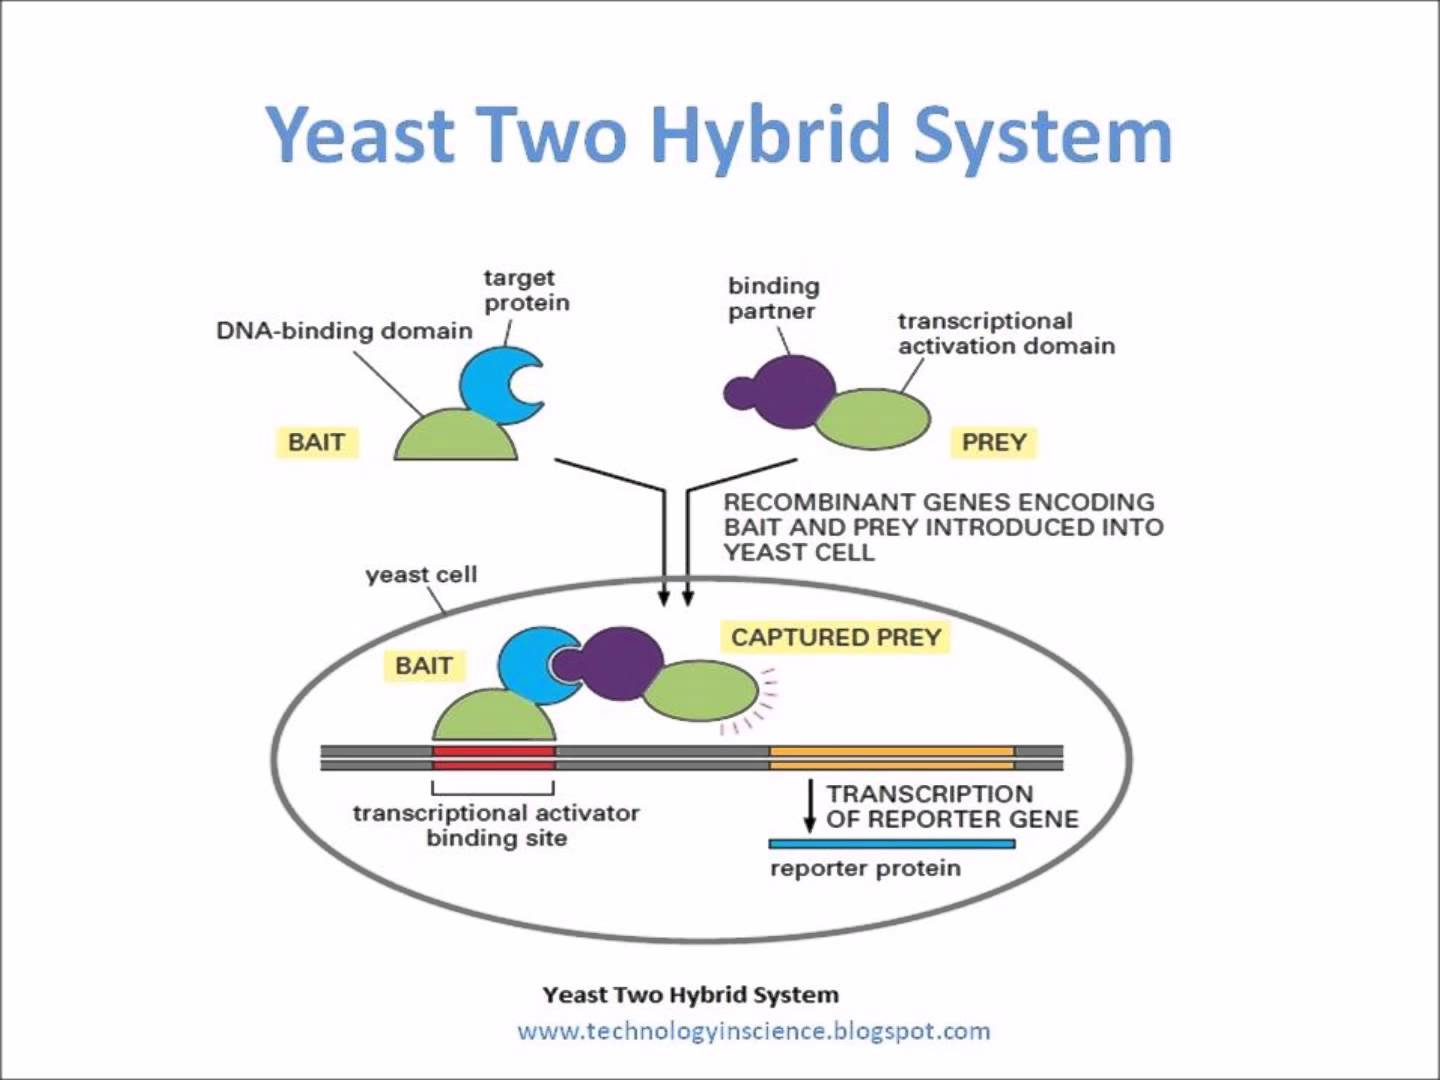 Yeast Two Hybrid System
target
protein
DNA-binding domain
BAIT
binding
partner
transcriptional
activation domain
PREY
RECOMBINANT GENES ENCODING
BAIT AND PREY INTRODUCED INTO
YEAST CELL
yeast cell
BAIT
CAPTURED PREY
transcriptional activator
binding site
TRANSCRIPTION
OF REPORTER GENE
reporter protein
Yeast Two Hybrid System
www.technologyinscience.blogspot.com